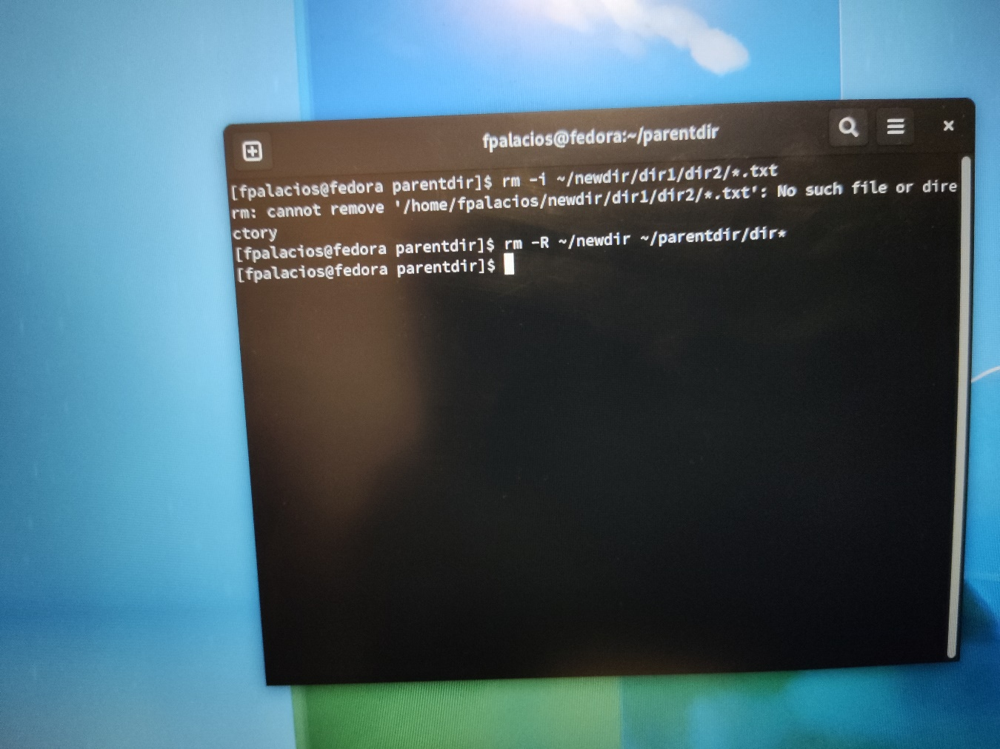 fpalacios@fedora:~/parentdir
[fpalacios@fedora parentdir]$ rm -i ~/newdir/dir1/dir2/*.txt
rm: cannot remove '/home/fpalacios/newdir/dir1/dir2/*.txt': No such file or dire
ctory
[fpalacios@fedora parentdir]$ rm -R ~/newdir ~/parentdir/dir*
[fpalacios@fedora parentdir]$